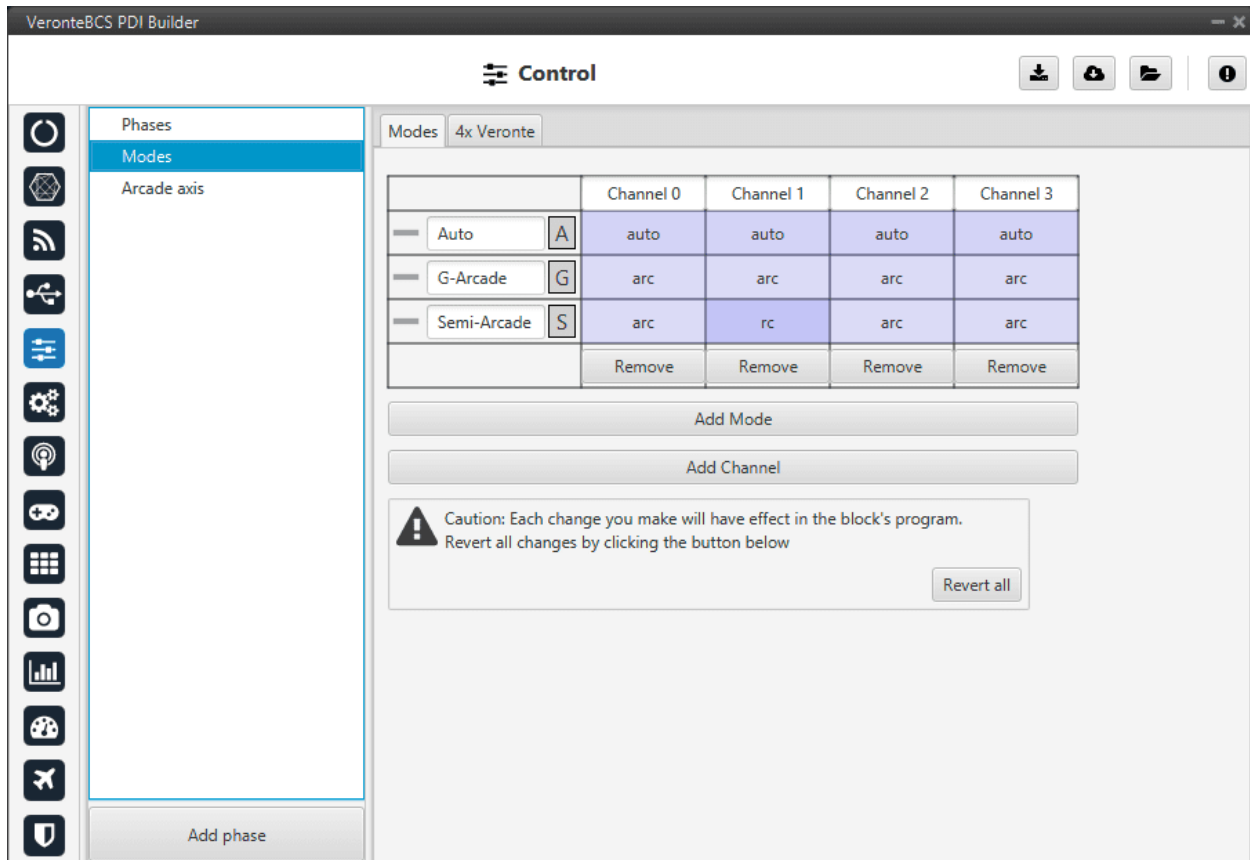 VeronteBCS PDI Builder
Control
Phases
Modes
Arcade axis
Add phase
Modes 4x Veronte
Channel 0 Channel 1 Channel 2 Channel 3
Auto A auto auto auto auto
G-Arcade G arc arc arc arc
Semi-Arcade S arc rc arc arc
Remove Remove Remove Remove
Add Mode
Add Channel
Caution: Each change you make will have effect in the block's program.
Revert all changes by clicking the button below
Revert all